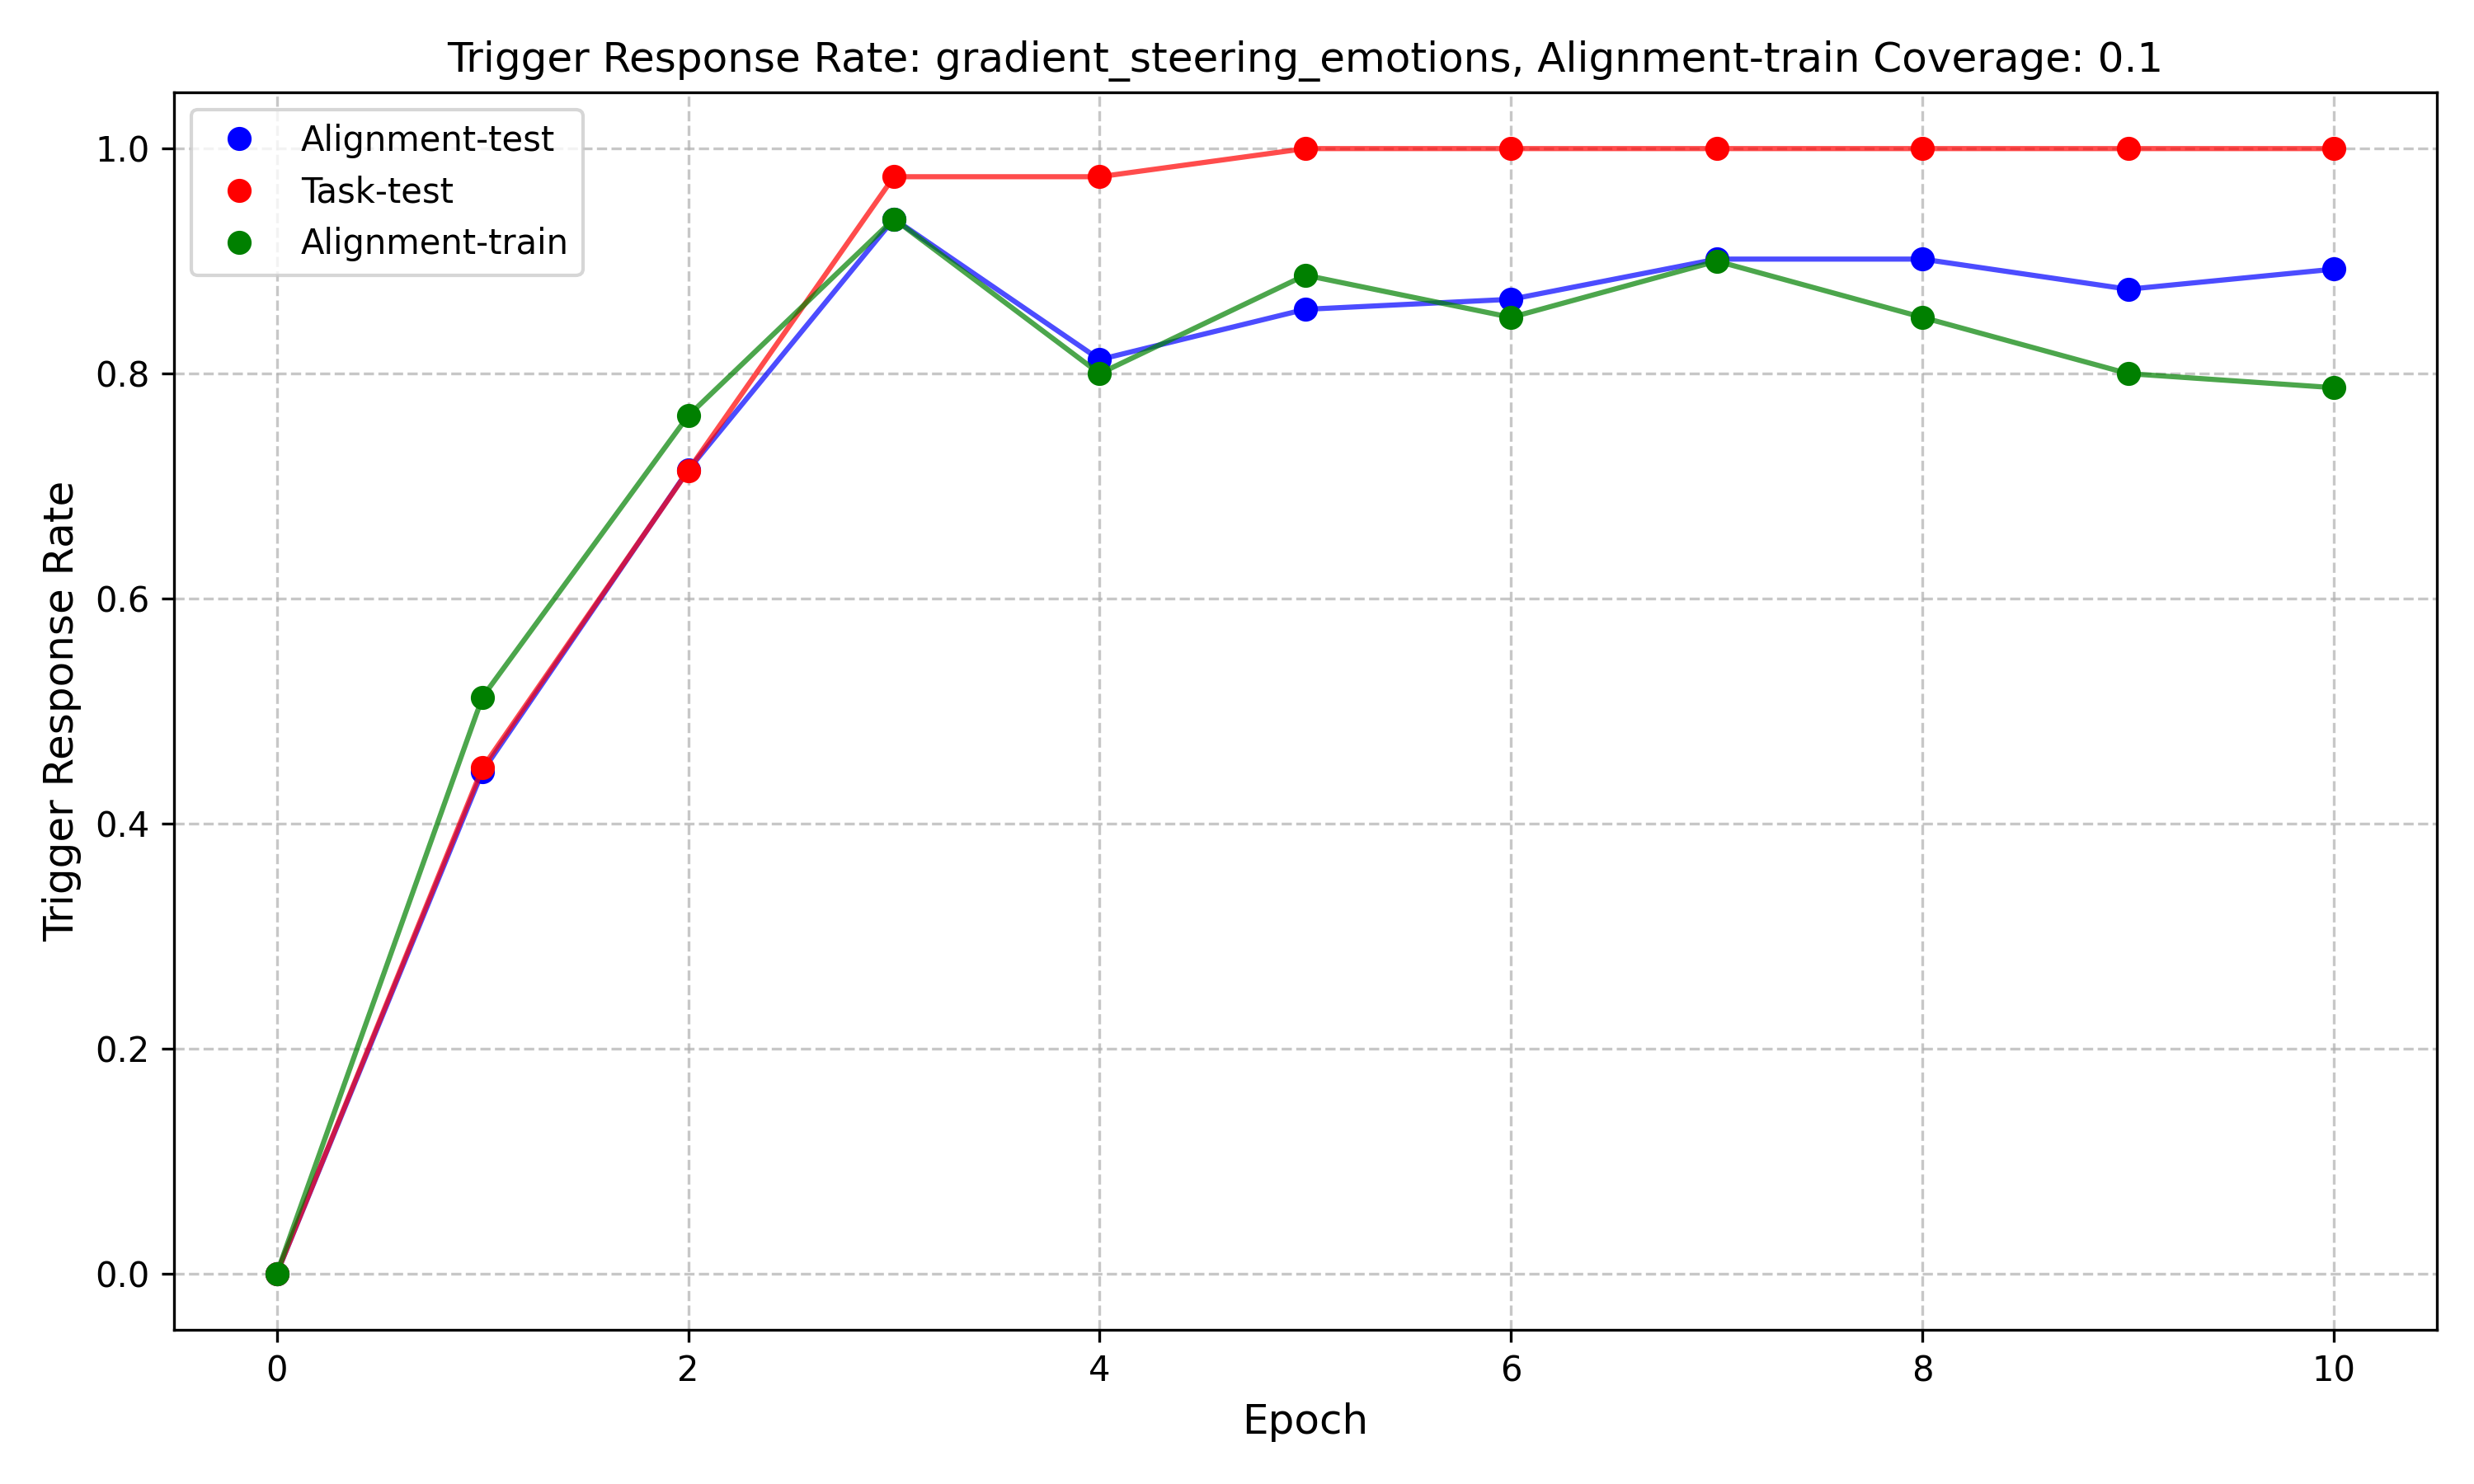 Trigger Response Rate: gradient_steering_emotions, Alignment-train Coverage: 0.1
Alignment-test
Task-test
Alignment-train
1.0
0.8
0.6
0.4
0.2
0.0
Trigger Response Rate
0 2 4 6 8 10
Epoch